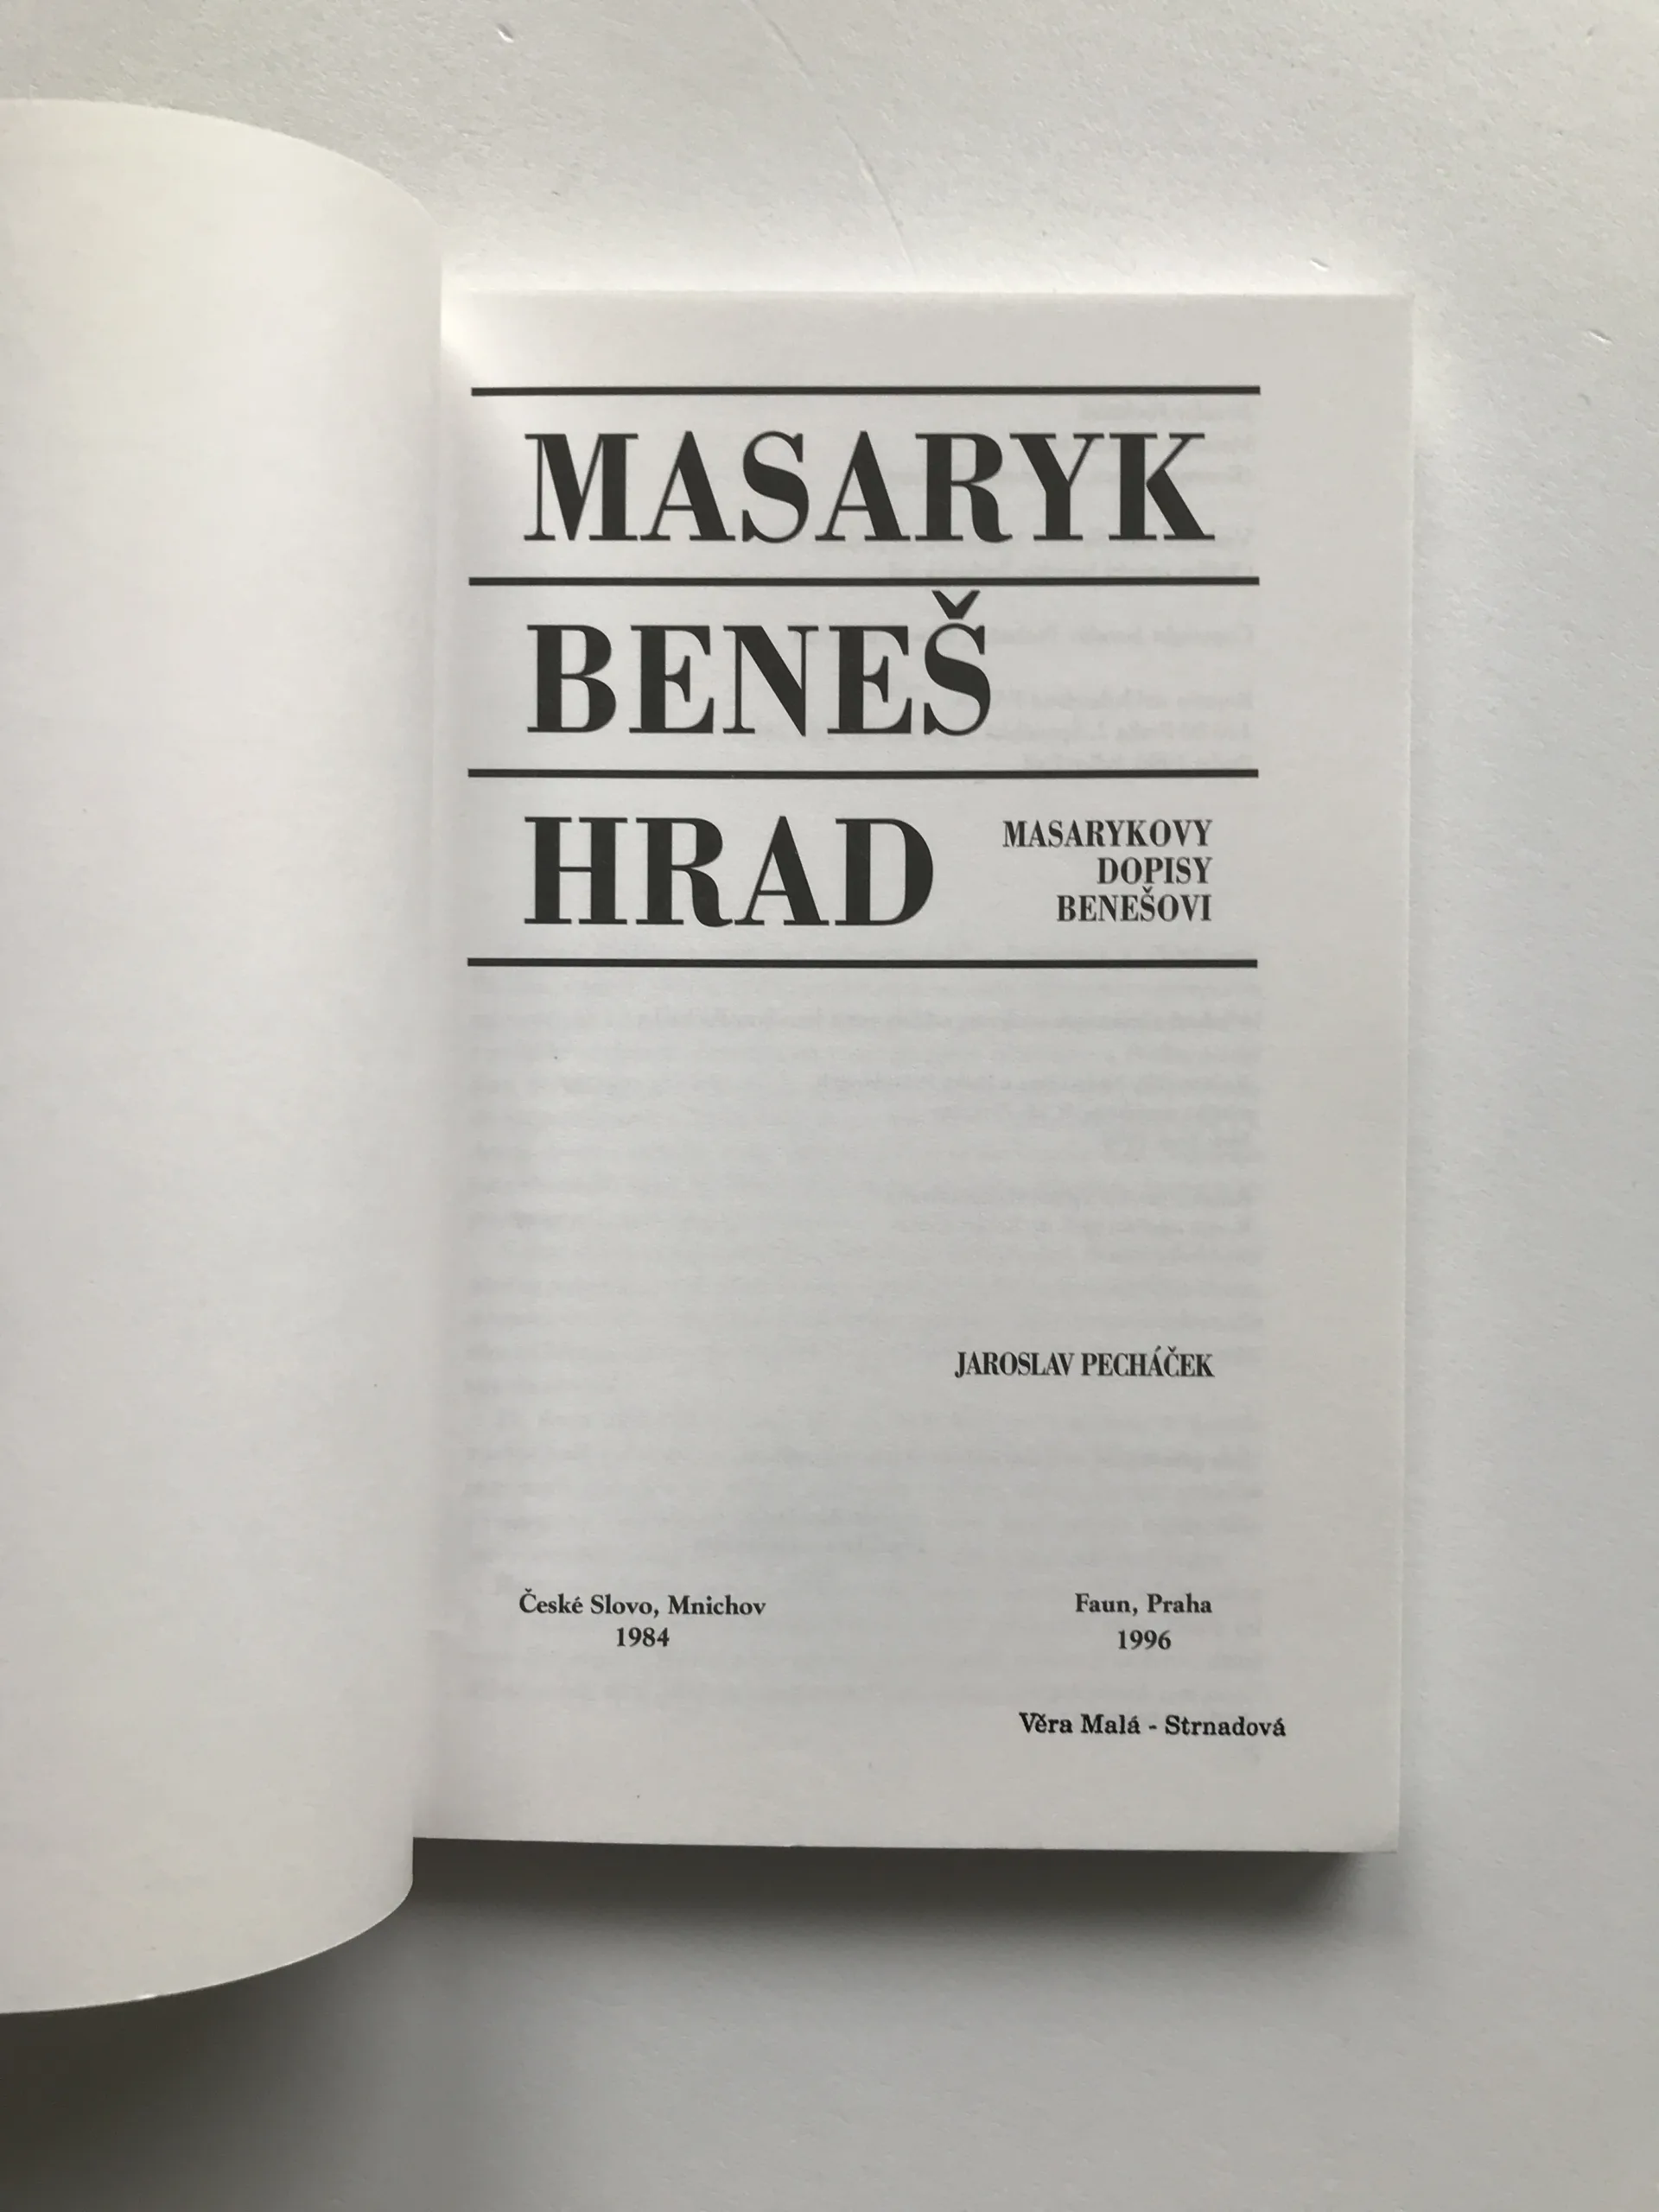 MASARYK
BENEŠ
HRAD
MASARYKOVY
DOPISY
BENEŠOVI
JAROSLAV PECHÁČEK
České Slovo, Mnichov
1984
Faun, Praha
1996
Věra Malá - Strnadová